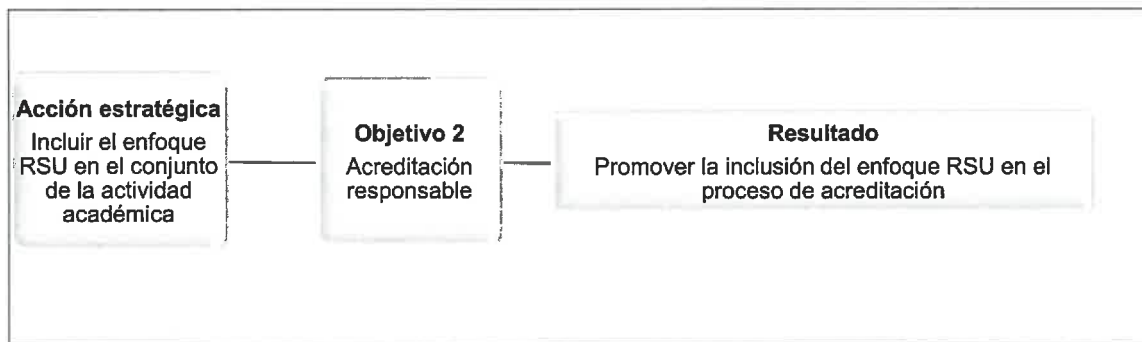 Acción estratégica
Incluir el enfoque
RSU en el conjunto
de la actividad
académica
Objetivo 2
Acreditación
responsable
Resultado
Promover la inclusión del enfoque RSU en el
proceso de acreditación